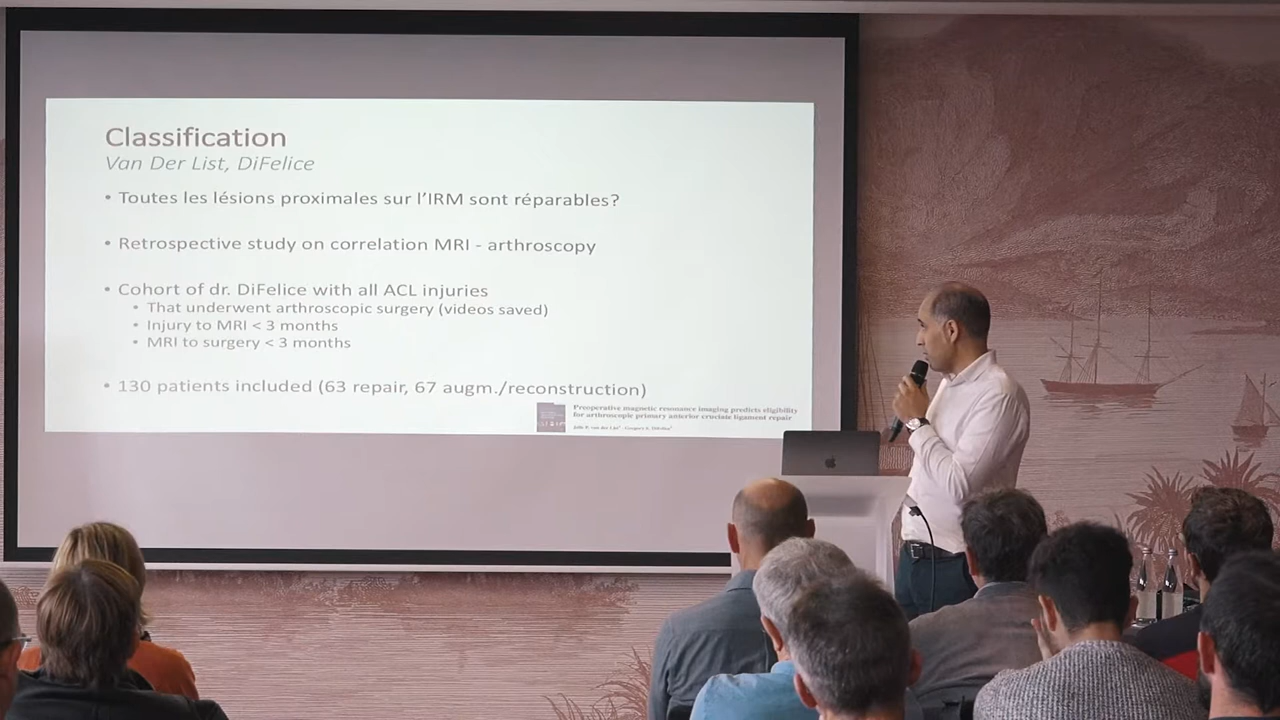 Classification
Van Der List, DiFelice
• Toutes les lésions proximales sur l'IRM sont réparables?
• Retrospective study on correlation MRI - arthroscopy
• Cohort of dr. DiFelice with all ACL injuries
• That underwent arthroscopic surgery (videos saved)
• Injury to MRI < 3 months
• MRI to surgery < 3 months
• 130 patients included (63 repair, 67 augm./reconstruction)
Preoperative magnetic resonance imaging predicts eligibility
for arthroscopic primary anterior cruciate ligament repair